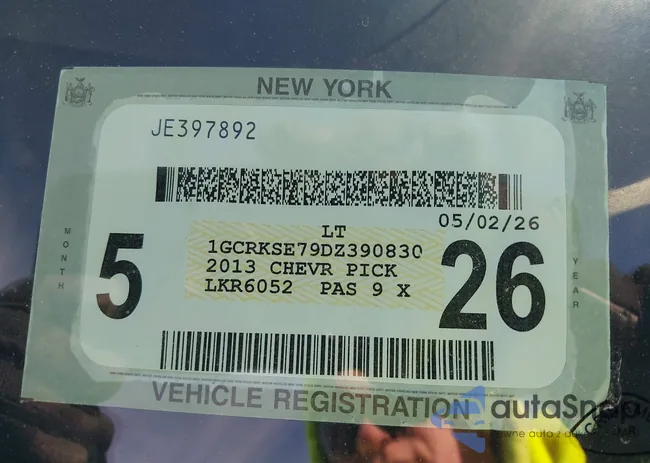 NEW YORK
JE397892
05/02/26
LT
1GCRKSE79DZ390830
2013 CHEVR PICK
LKR6052 PAS 9 X
MONTH
5
26
YEAR
VEHICLE REGISTRATION